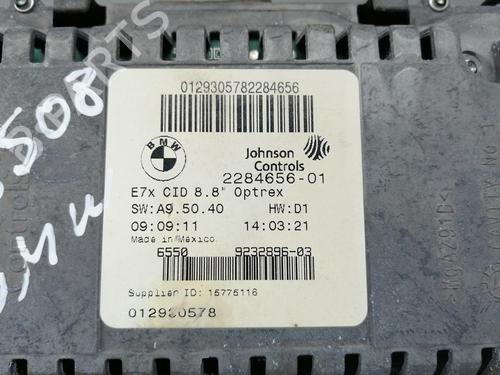 0129305782284656
BMW
Johnson Controls
2284656-01
E7x CID 8.8" Optrex
SW:A9.50.40 HW:D1
09:09:11 14:03:21
Made in Mexico
6550 9232896-03
Supplier ID: 15775116
012930578